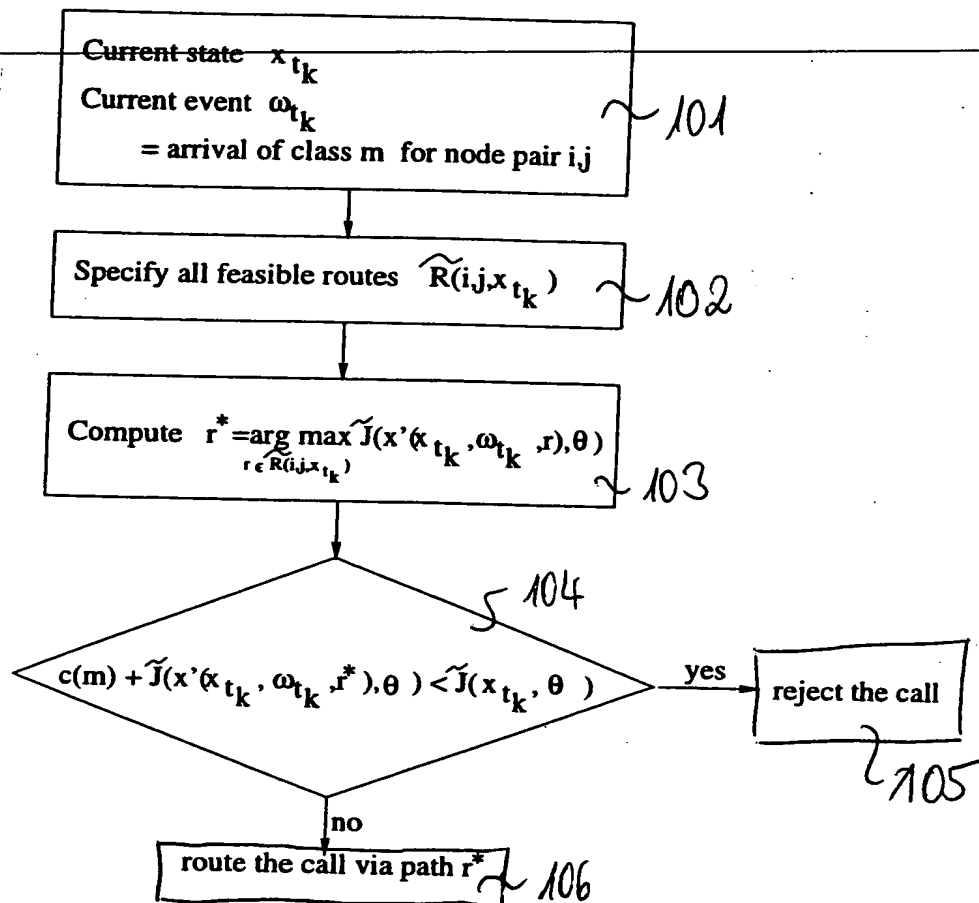 Current state x_{t_k}
Current event ω_{t_k}
= arrival of class m for node pair i,j
101
Specify all feasible routes R̃(i,j,x_{t_k})
102
Compute r* = arg max J̃(x'(x_{t_k}, ω_{t_k}, r), θ)
r ϵ R̃(i,j,x_{t_k})
103
104
c(m) + J̃(x'(x_{t_k}, ω_{t_k}, r*), θ) < J̃(x_{t_k}, θ)
yes
reject the call
105
no
route the call via path r*
106